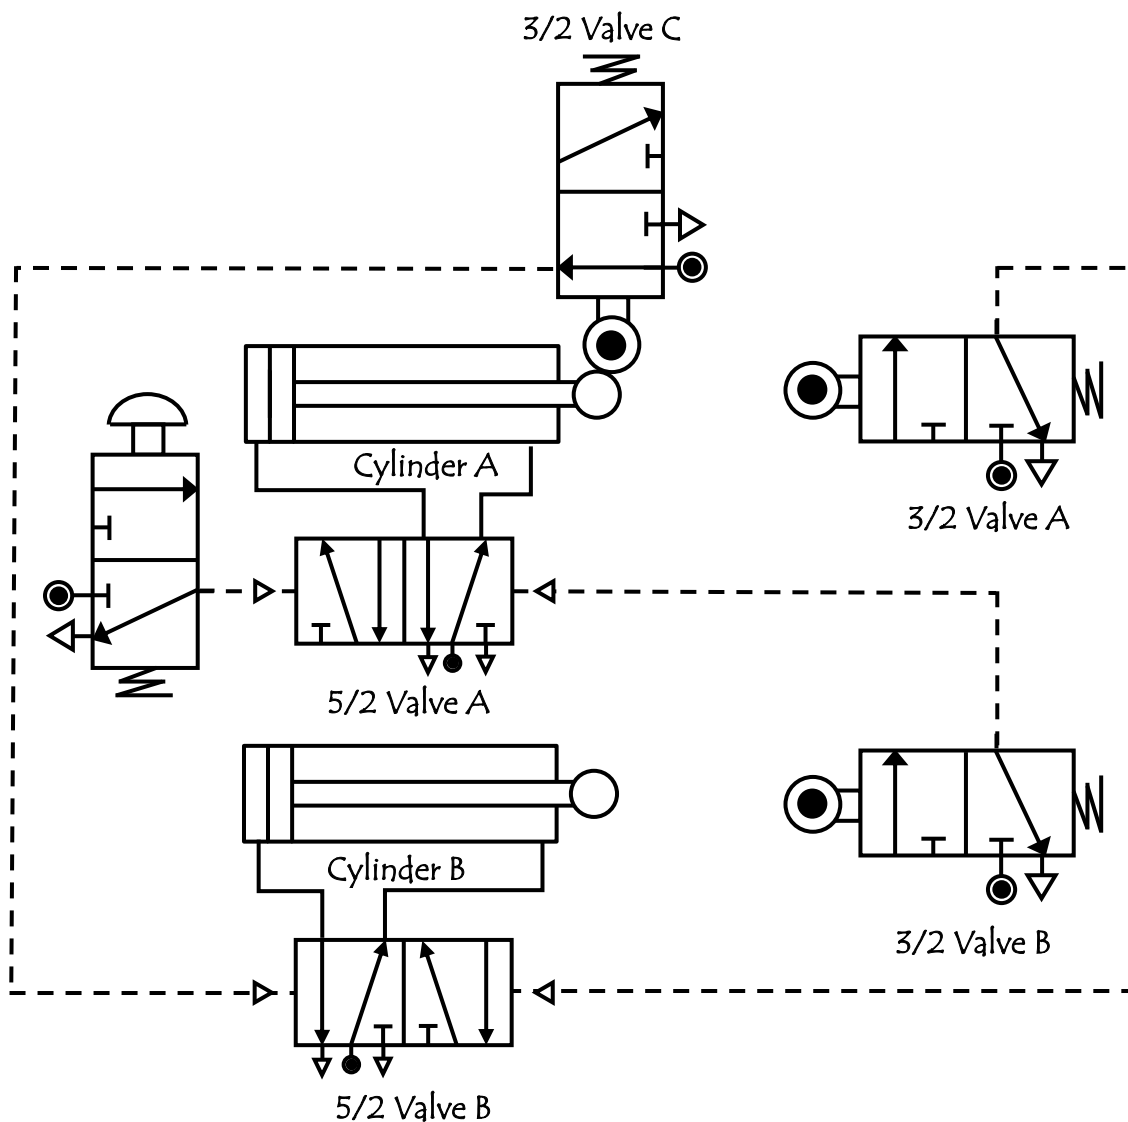 3/2 Valve C
Cylinder A
3/2 Valve A
5/2 Valve A
Cylinder B
3/2 Valve B
5/2 Valve B